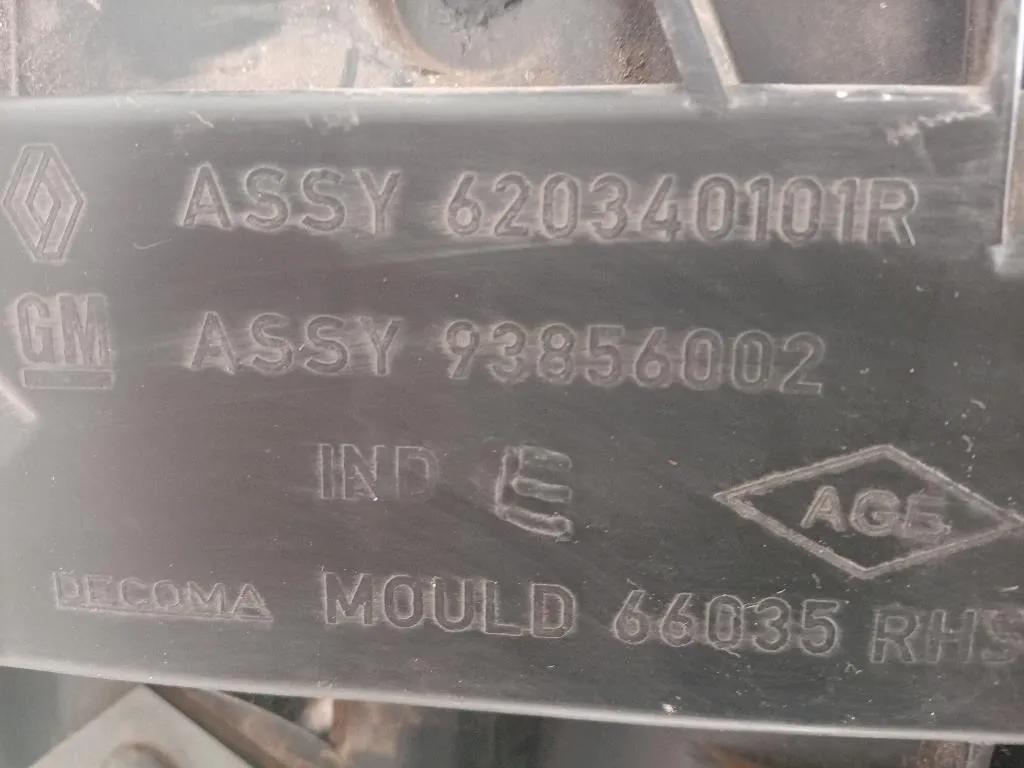 ASSY 620340101R
GM ASSY 93856002
IND E
AGE
DECOMA MOULD 66035 RHS